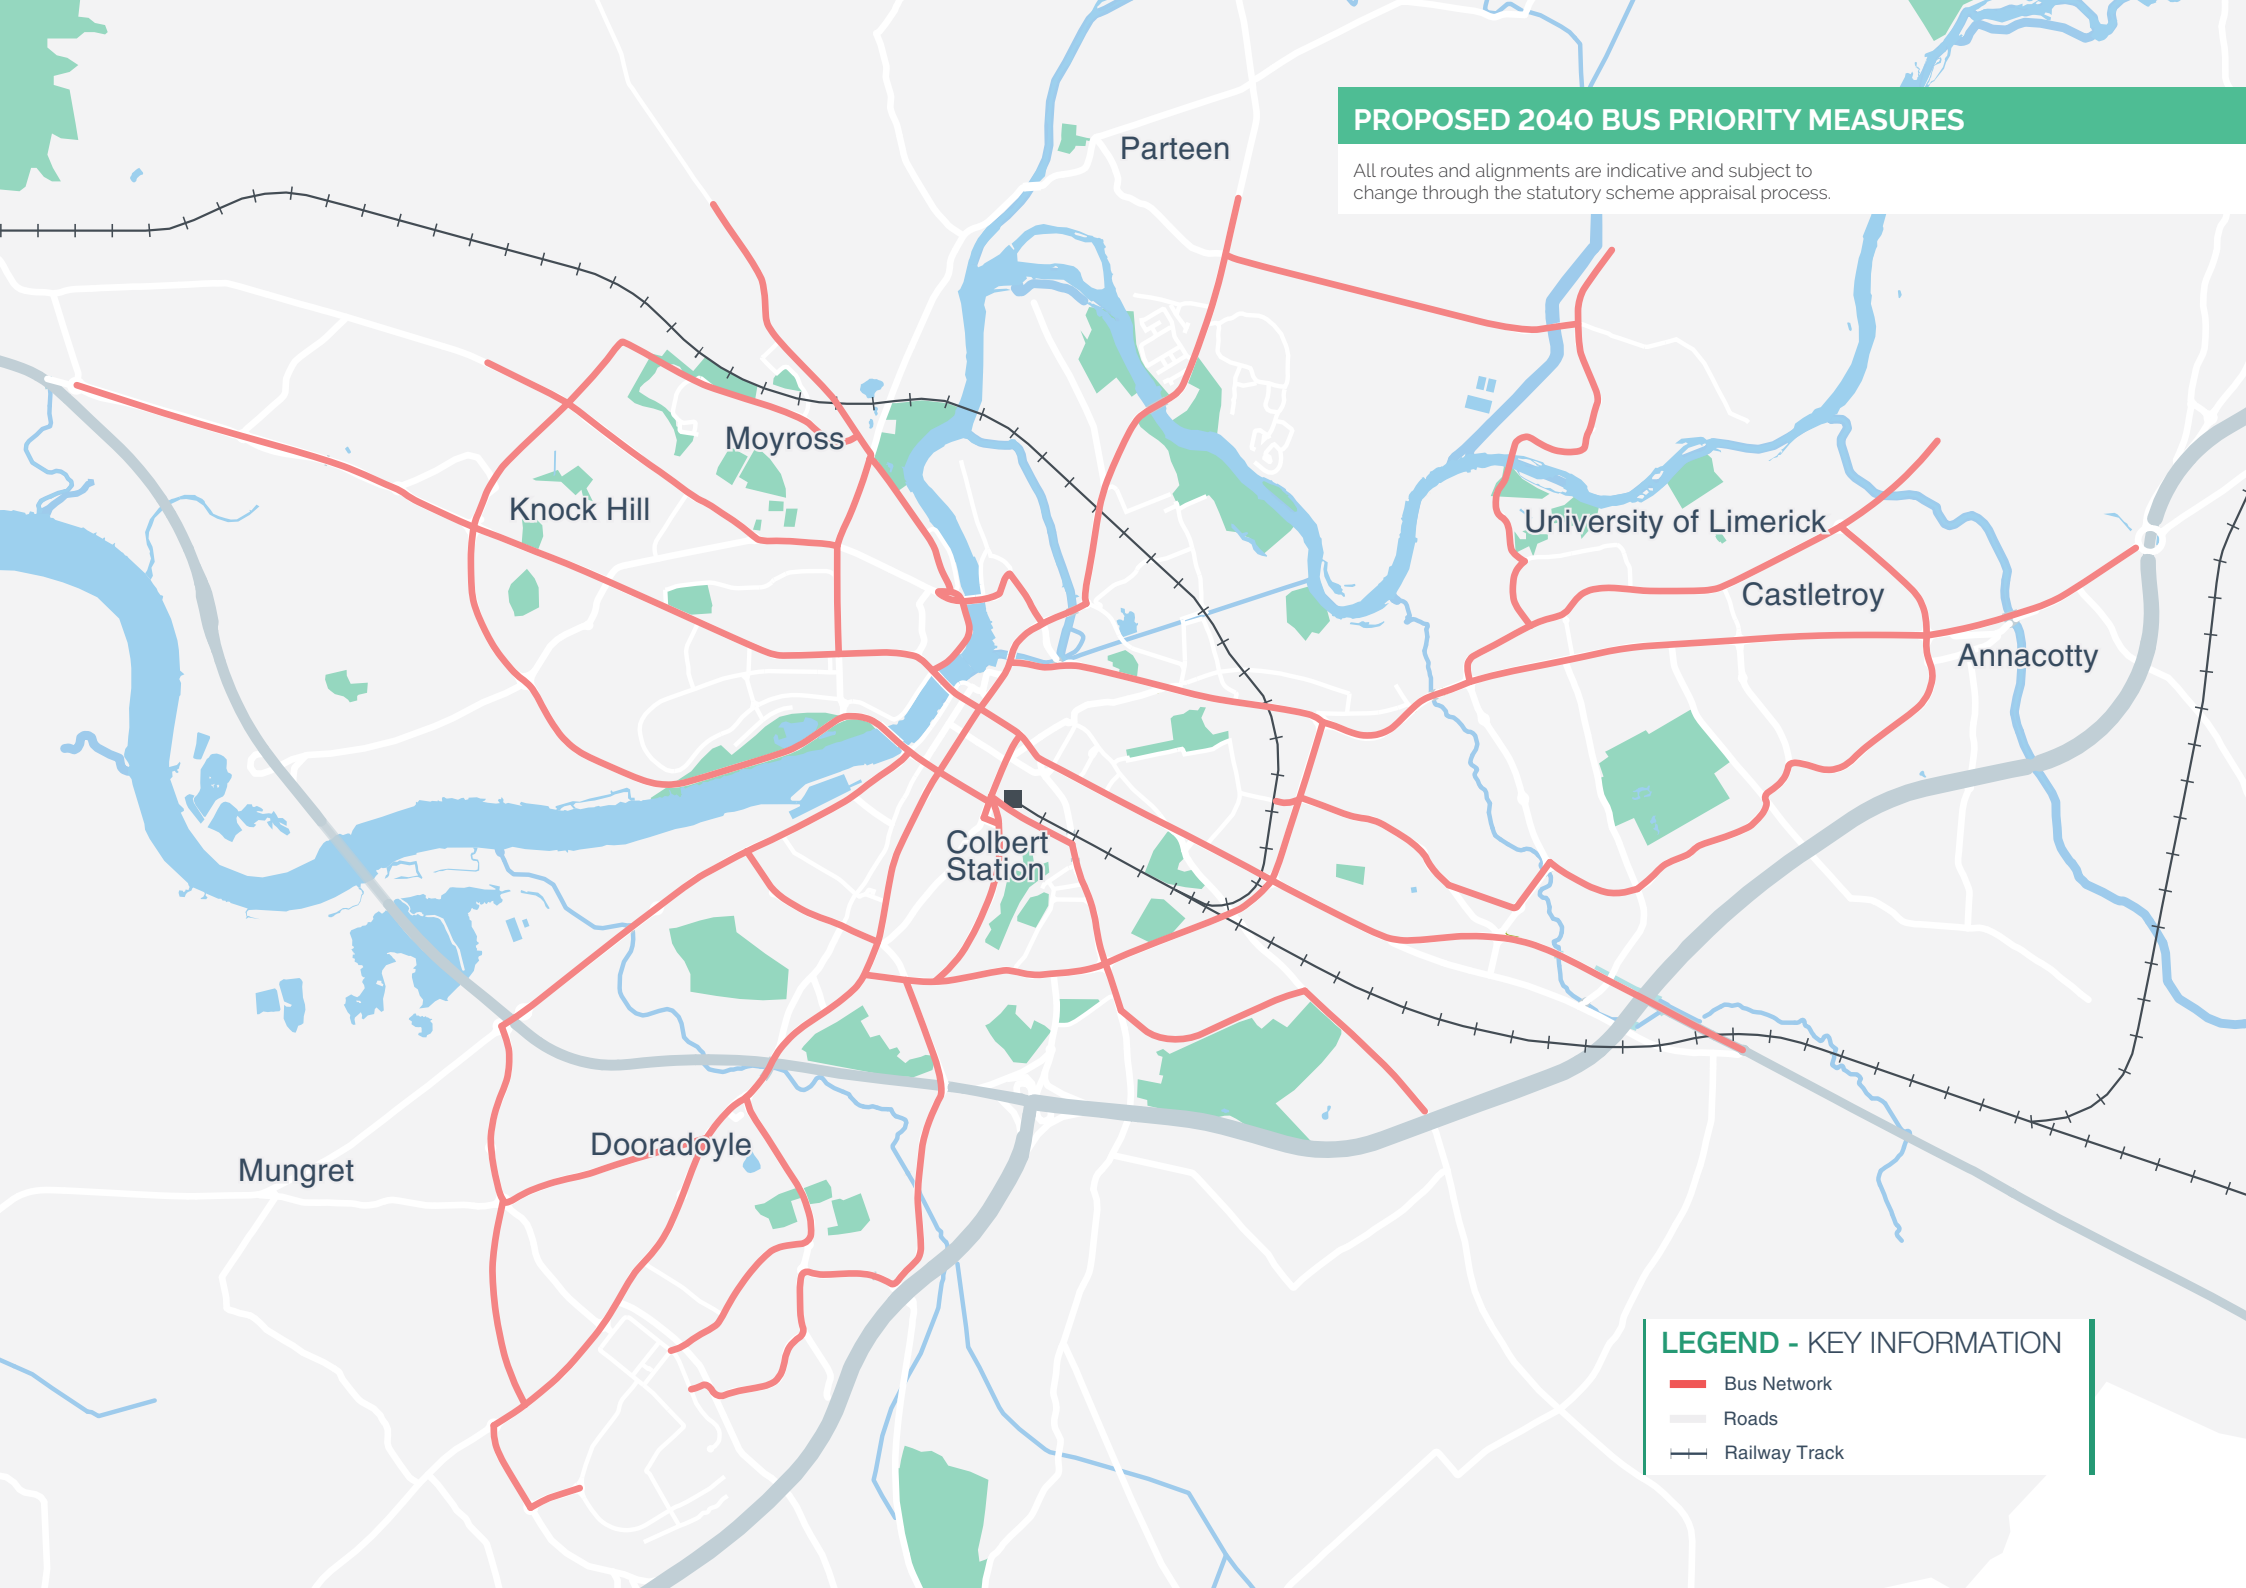 PROPOSED 2040 BUS PRIORITY MEASURES
All routes and alignments are indicative and subject to
change through the statutory scheme appraisal process.
Parteen
Moyross
Knock Hill
University of Limerick
Castletroy
Annacotty
Colbert
Station
Dooradoyle
Mungret
LEGEND - KEY INFORMATION
Bus Network
Roads
Railway Track